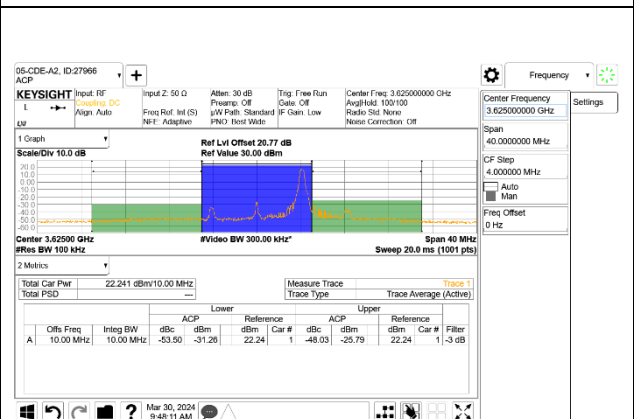 05-CDE-A2, ID:27966
ACP
Frequency
KEYSIGHT
Input: RF
Coupling: DC
Align: Auto
Input Z: 50 Ω
Freq Ref: Int (S)
NFE: Adaptive
Atten: 30 dB
Preamp: Off
µW Path: Standard
PNO: Best Wide
Trig: Free Run
Gate: Off
IF Gain: Low
Center Freq: 3.625000000 GHz
Avg|Hold: 100/100
Radio Std: None
Noise Correction: Off
L
Center Frequency
3.625000000 GHz
Settings
Span
40.0000000 MHz
CF Step
4.000000 MHz
Auto
Man
Freq Offset
0 Hz
1 Graph
Scale/Div 10.0 dB
Ref Lvl Offset 20.77 dB
Ref Value 30.00 dBm
20.0
10.0
0.00
-10.0
-20.0
-30.0
-40.0
-50.0
-60.0
Center 3.62500 GHz
#Res BW 100 kHz
#Video BW 300.00 kHz*
Span 40 MHz
Sweep 20.0 ms (1001 pts)
2 Metrics
Total Car Pwr 22.241 dBm/10.00 MHz
Total PSD ---
Measure Trace Trace 1
Trace Type Trace Average (Active)
Lower Upper
ACP Reference ACP Reference
Offs Freq Integ BW dBc dBm dBm Car # dBc dBm dBm Car # Filter
A 10.00 MHz 10.00 MHz -53.50 -31.26 22.24 1 -48.03 -25.79 22.24 1 -3 dB
?
Mar 30, 2024
9:48:11 AM